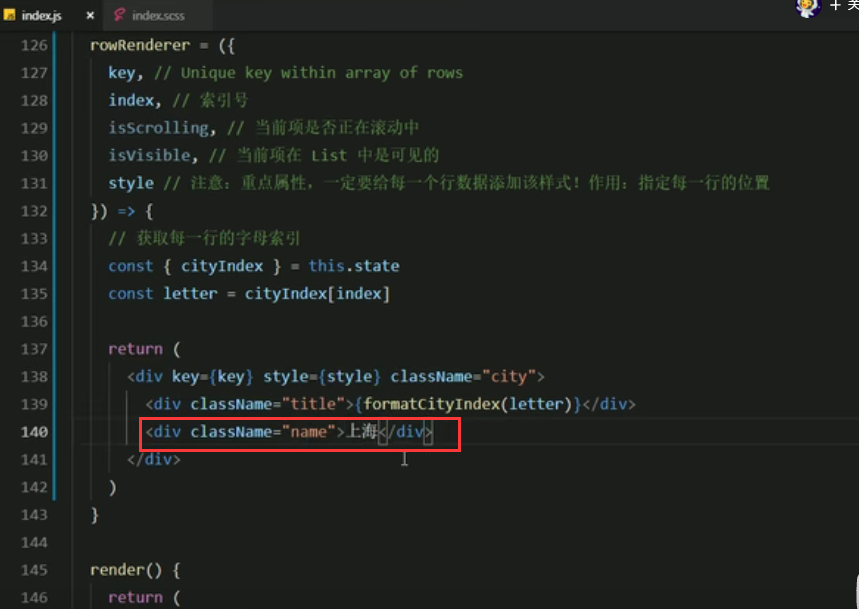 index.js × index.scss + 关
126 rowRenderer = ({
127 key, // Unique key within array of rows
128 index, // 索引号
129 isScrolling, // 当前项是否正在滚动中
130 isVisible, // 当前项在 List 中是可见的
131 style // 注意：重点属性，一定要给每一个行数据添加该样式！作用：指定每一行的位置
132 }) => {
133 // 获取每一行的字母索引
134 const { cityIndex } = this.state
135 const letter = cityIndex[index]
136
137 return (
138 <div key={key} style={style} className="city">
139 <div className="title">{formatCityIndex(letter)}</div>
140 <div className="name">上海</div>
141 </div>
142 )
143 }
144
145 render() {
146 return (